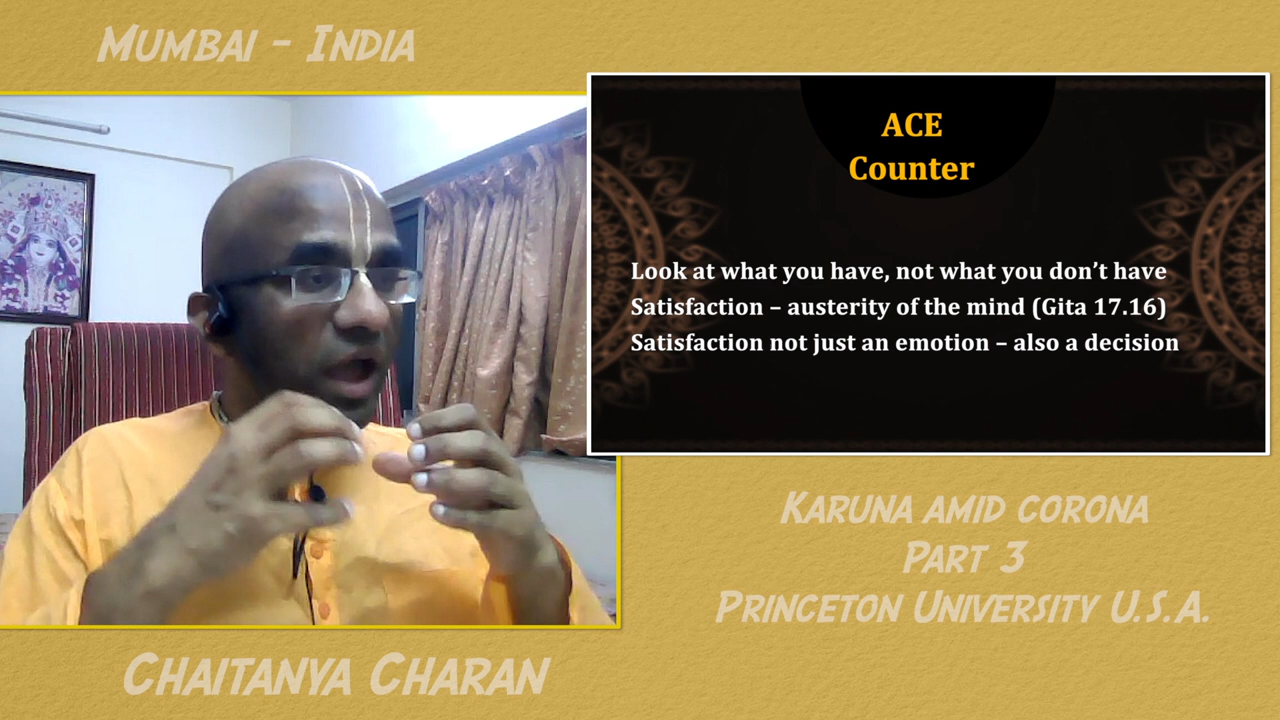 Mumbai - India
ACE
Counter
Look at what you have, not what you don't have
Satisfaction – austerity of the mind (Gita 17.16)
Satisfaction not just an emotion – also a decision
Karuna amid corona
Part 3
Princeton University U.S.A.
Chaitanya Charan